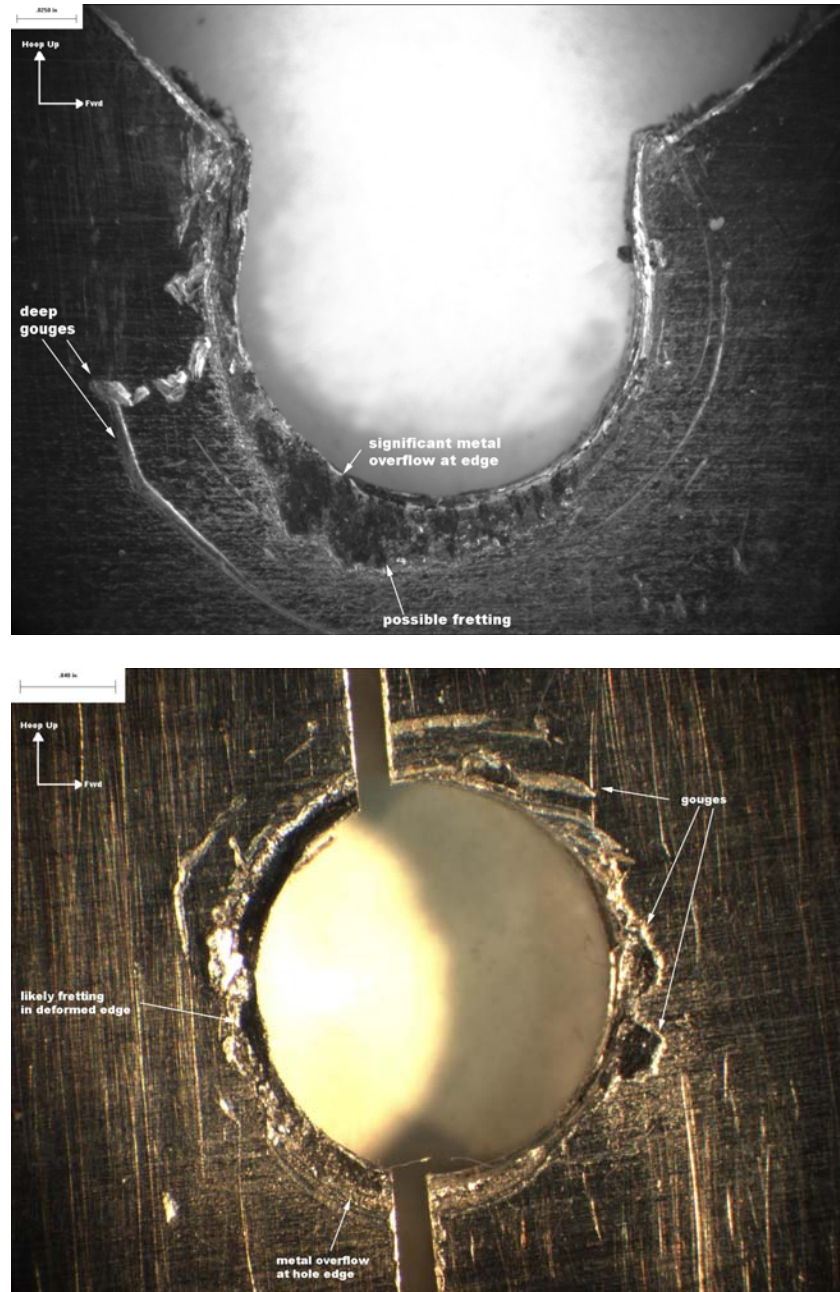 .0250 in
Hoop Up
Fwd
deep
gouges
significant metal
overflow at edge
possible fretting
.040 in
Hoop Up
Fwd
gouges
likely fretting
in deformed edge
metal overflow
at hole edge